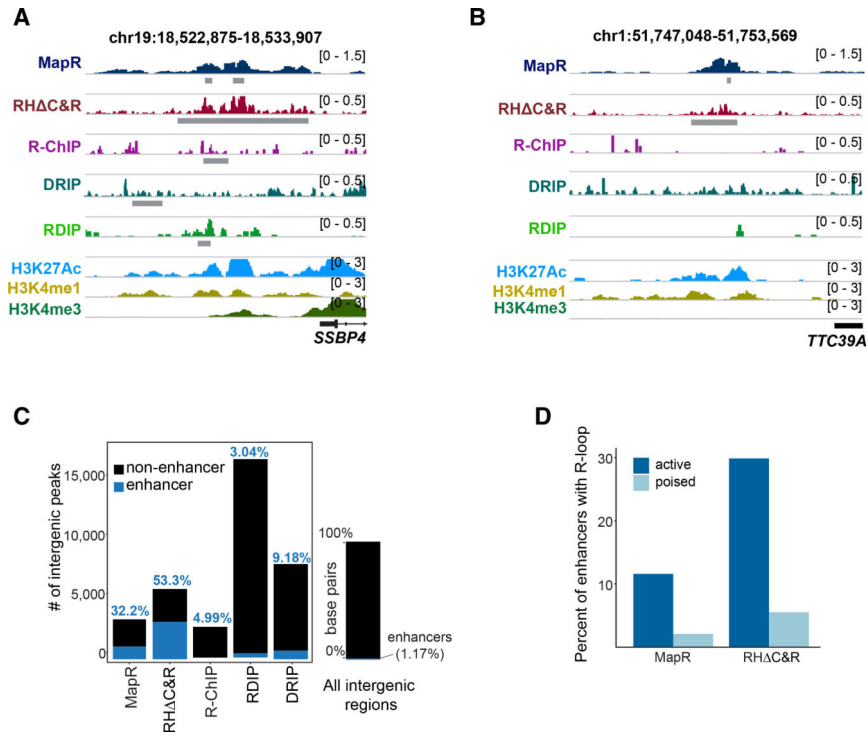 A
chr19:18,522,875-18,533,907
MapR
[0 - 1.5]
RHΔC&R
[0 - 0.5]
R-ChIP
[0 - 0.5]
DRIP
[0 - 0.5]
RDIP
[0 - 0.5]
H3K27Ac
[0 - 3]
H3K4me1
[0 - 3]
H3K4me3
[0 - 3]
SSBP4
B
chr1:51,747,048-51,753,569
MapR
[0 - 1.5]
RHΔC&R
[0 - 0.5]
R-ChIP
[0 - 0.5]
DRIP
[0 - 0.5]
RDIP
[0 - 0.5]
H3K27Ac
[0 - 3]
H3K4me1
[0 - 3]
H3K4me3
[0 - 3]
TTC39A
C
# of intergenic peaks
15,000
10,000
5,000
0
non-enhancer
enhancer
32.2%
53.3%
4.99%
3.04%
9.18%
MapR
RHΔC&R
R-ChIP
RDIP
DRIP
100%
base pairs
0%
enhancers
(1.17%)
All intergenic
regions
D
Percent of enhancers with R-loop
30
20
10
active
poised
MapR
RHΔC&R